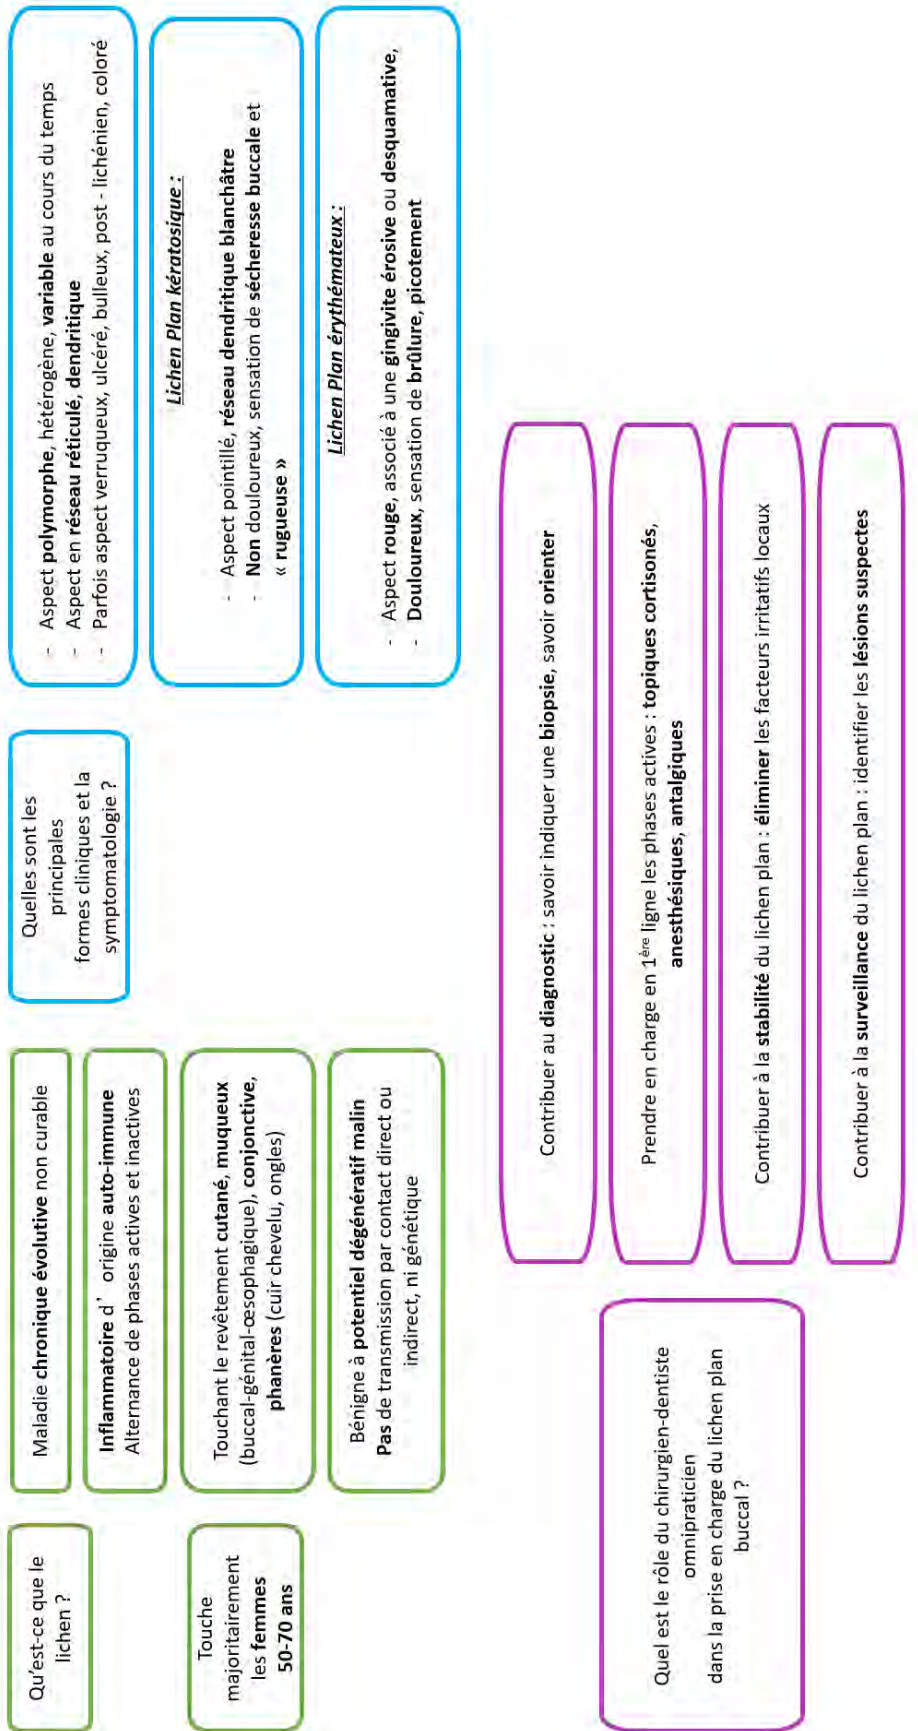 Qu'est-ce que le
lichen ?
Maladie chronique évolutive non curable
Inflammatoire d' origine auto-immune
Alternance de phases actives et inactives
Touche
majoritairement
les femmes
50-70 ans
Touchant le revêtement cutané, muqueux
(buccal-génital-œsophagique), conjonctive,
phanères (cuir chevelu, ongles)
Bénigne à potentiel dégénératif malin
Pas de transmission par contact direct ou
indirect, ni génétique
Quelles sont les
principales
formes cliniques et la
symptomatologie ?
- Aspect polymorphe, hétérogène, variable au cours du temps
- Aspect en réseau réticulé, dendritique
- Parfois aspect verruqueux, ulcéré, bulleux, post - lichénien, coloré
Lichen Plan kératosique :
- Aspect pointillé, réseau dendritique blanchâtre
- Non douloureux, sensation de sécheresse buccale et
« rugueuse »
Lichen Plan érythémateux :
- Aspect rouge, associé à une gingivite érosive ou desquamative,
- Douloureux, sensation de brûlure, picotement
Quel est le rôle du chirurgien-dentiste
omnipraticien
dans la prise en charge du lichen plan
buccal ?
Contribuer au diagnostic : savoir indiquer une biopsie, savoir orienter
Prendre en charge en 1ère ligne les phases actives : topiques cortisonés,
anesthésiques, antalgiques
Contribuer à la stabilité du lichen plan : éliminer les facteurs irritatifs locaux
Contribuer à la surveillance du lichen plan : identifier les lésions suspectes